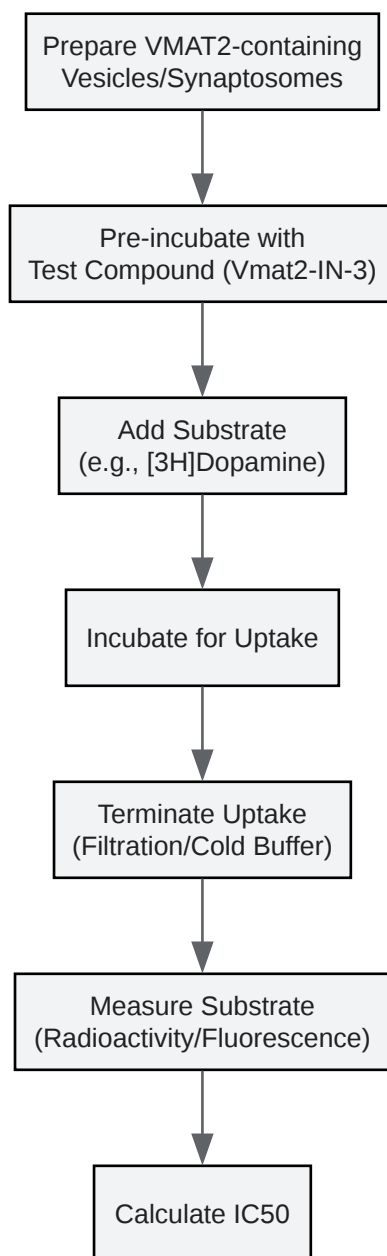 Prepare VMAT2-containing
Vesicles/Synaptosomes
Pre-incubate with
Test Compound (Vmat2-IN-3)
Add Substrate
(e.g., [3H]Dopamine)
Incubate for Uptake
Terminate Uptake
(Filtration/Cold Buffer)
Measure Substrate
(Radioactivity/Fluorescence)
Calculate IC50